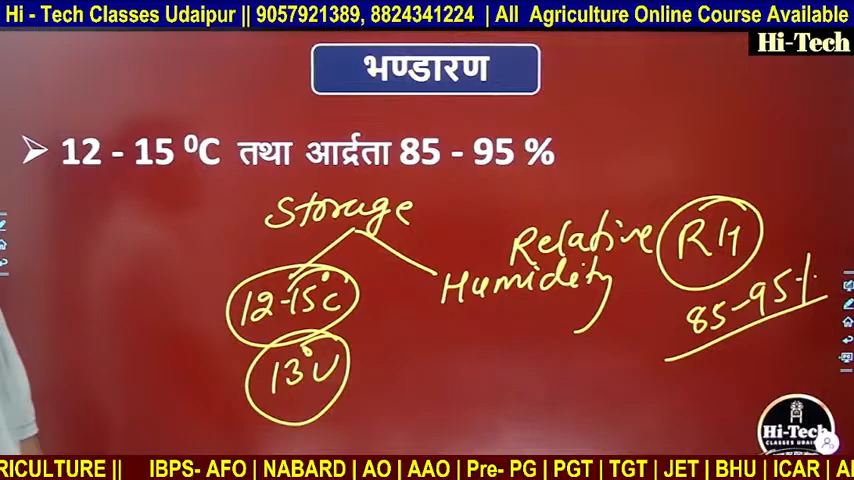 Hi - Tech Classes Udaipur || 9057921389, 8824341224 | All Agriculture Online Course Available
Hi-Tech
भण्डारण
➤ 12 - 15 ⁰C तथा आर्द्रता 85 - 95 %
Storage
Relative RH
Humidity
12-15°c
85-95%
13°
Hi-Tech
CLASSES UDAI
RICULTURE || IBPS- AFO | NABARD | AO | AAO | Pre- PG | PGT | TGT | JET | BHU | ICAR |